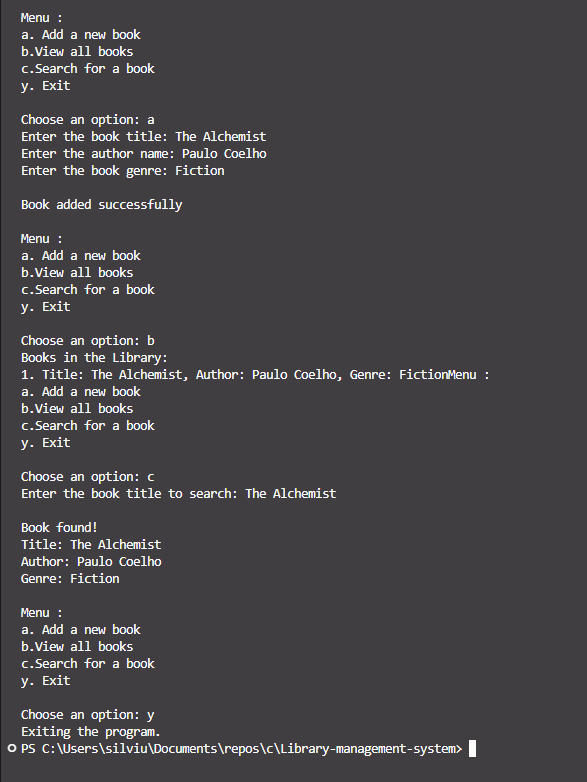 Menu :
a. Add a new book
b.View all books
c.Search for a book
y. Exit
Choose an option: a
Enter the book title: The Alchemist
Enter the author name: Paulo Coelho
Enter the book genre: Fiction
Book added successfully
Menu :
a. Add a new book
b.View all books
c.Search for a book
y. Exit
Choose an option: b
Books in the Library:
1. Title: The Alchemist, Author: Paulo Coelho, Genre: FictionMenu :
a. Add a new book
b.View all books
c.Search for a book
y. Exit
Choose an option: c
Enter the book title to search: The Alchemist
Book found!
Title: The Alchemist
Author: Paulo Coelho
Genre: Fiction
Menu :
a. Add a new book
b.View all books
c.Search for a book
y. Exit
Choose an option: y
Exiting the program.
PS C:\Users\silviu\Documents\repos\c\Library-management-system>